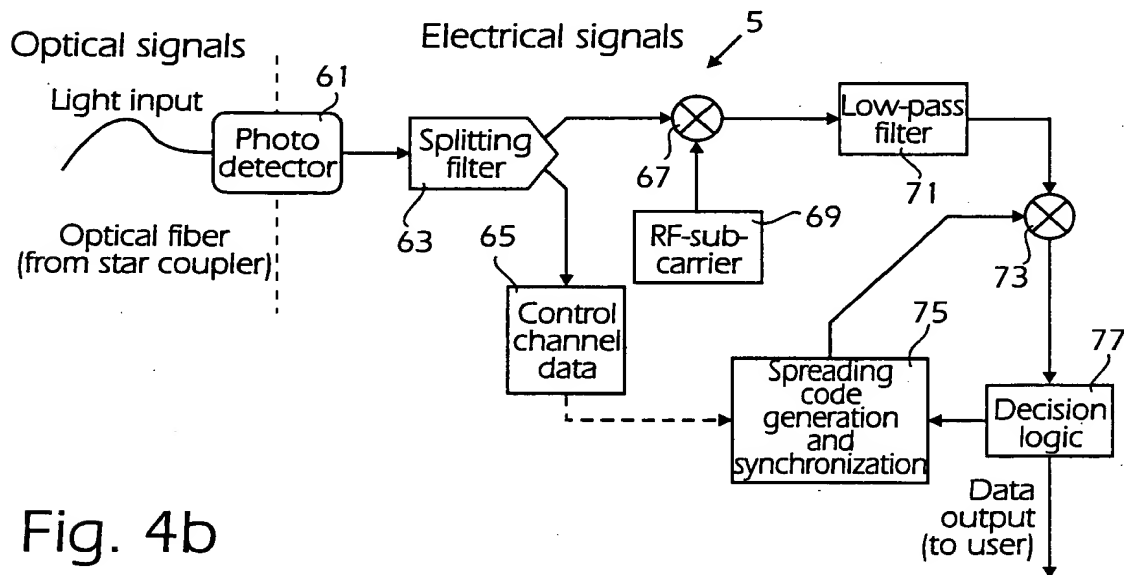 Optical signals
Electrical signals
5
Light input
61
Photo
detector
Splitting
filter
63
67
Low-pass
filter
71
Optical fiber
(from star coupler)
65
RF-sub-
carrier
69
73
Control
channel
data
75
Spreading
code
generation
and
synchronization
77
Decision
logic
Data
output
(to user)
Fig. 4b